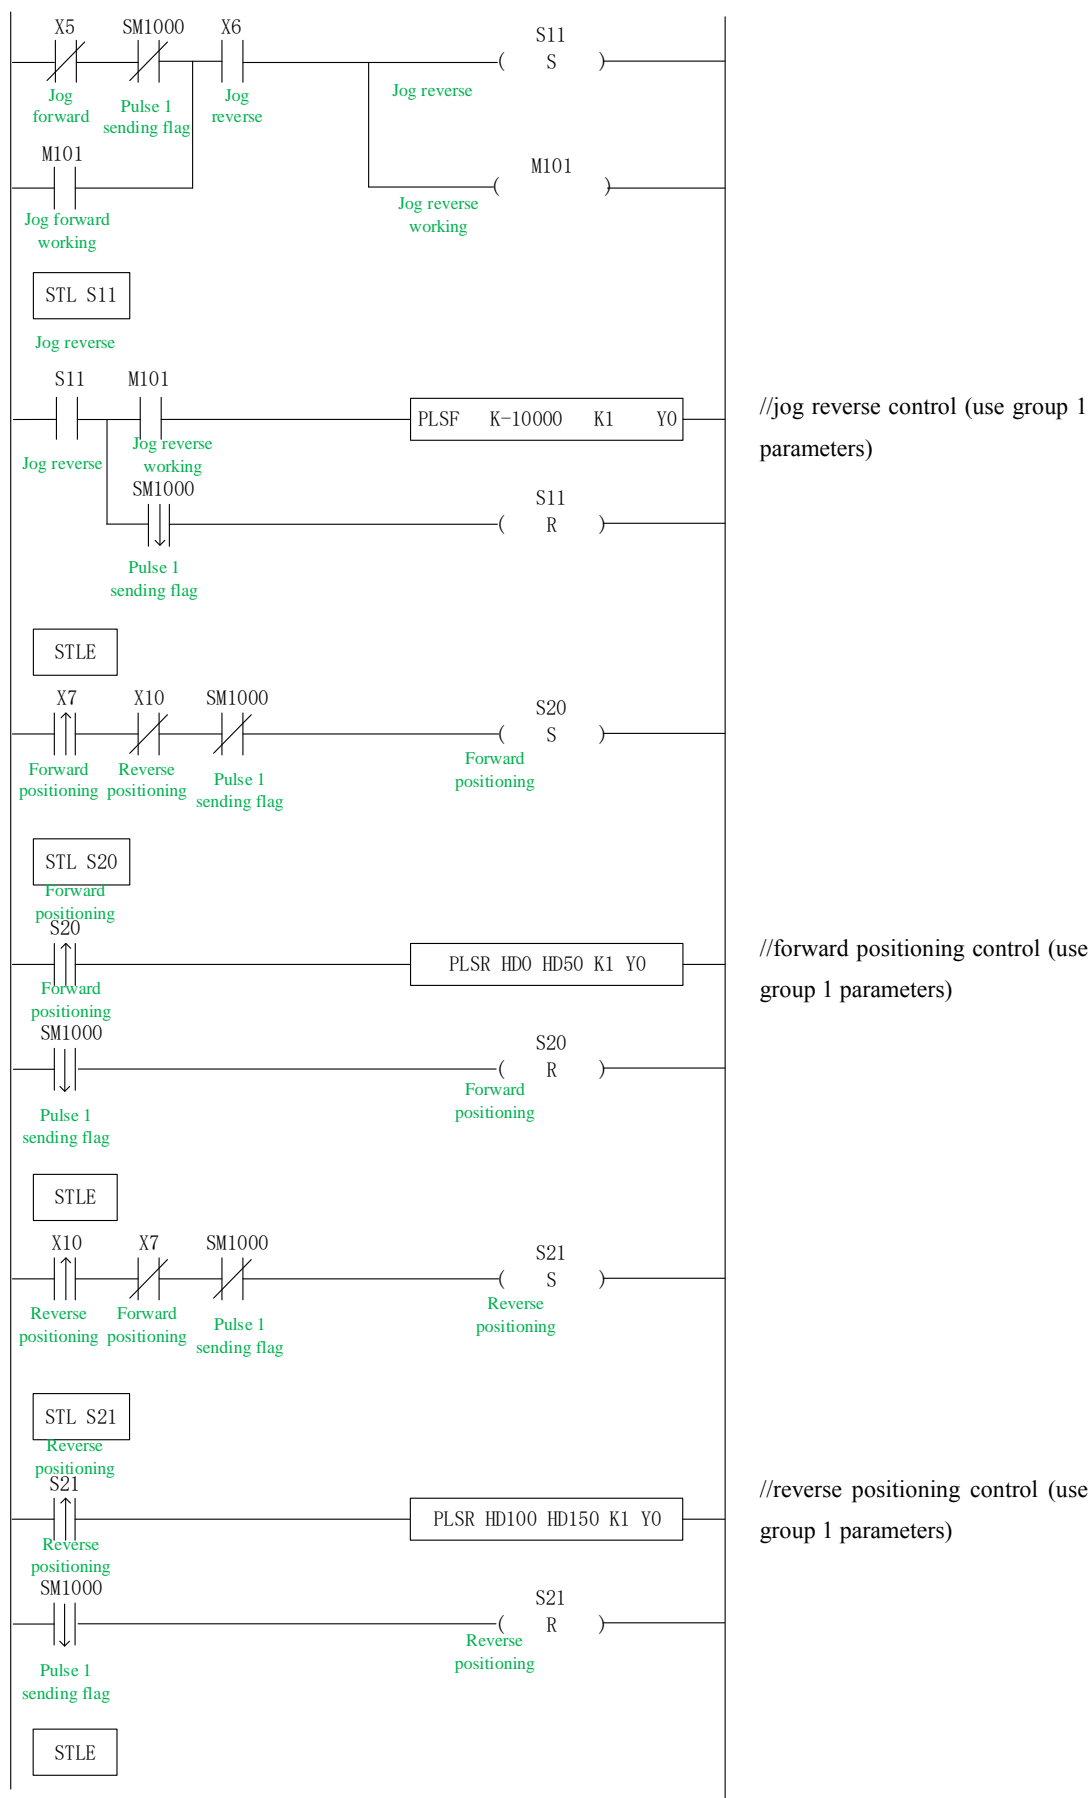 X5 SM1000 X6 S11
( S )
Jog forward Pulse 1 sending flag Jog reverse Jog reverse
M101 M101
( )
Jog forward working Jog reverse working
STL S11
Jog reverse
S11 M101
PLSF K-10000 K1 Y0
//jog reverse control (use group 1
parameters)
Jog reverse Jog reverse working
SM1000 S11
( R )
Pulse 1
sending flag
STLE
X7 X10 SM1000 S20
( S )
Forward positioning Reverse positioning Pulse 1 sending flag Forward positioning
STL S20
Forward
positioning
S20
PLSR HD0 HD50 K1 Y0
//forward positioning control (use
group 1 parameters)
Forward
positioning
SM1000 S20
( R )
Pulse 1 sending flag Forward positioning
STLE
X10 X7 SM1000 S21
( S )
Reverse positioning Forward positioning Pulse 1 sending flag Reverse positioning
STL S21
Reverse
positioning
S21
PLSR HD100 HD150 K1 Y0
//reverse positioning control (use
group 1 parameters)
Reverse
positioning
SM1000 S21
( R )
Pulse 1 sending flag Reverse positioning
STLE